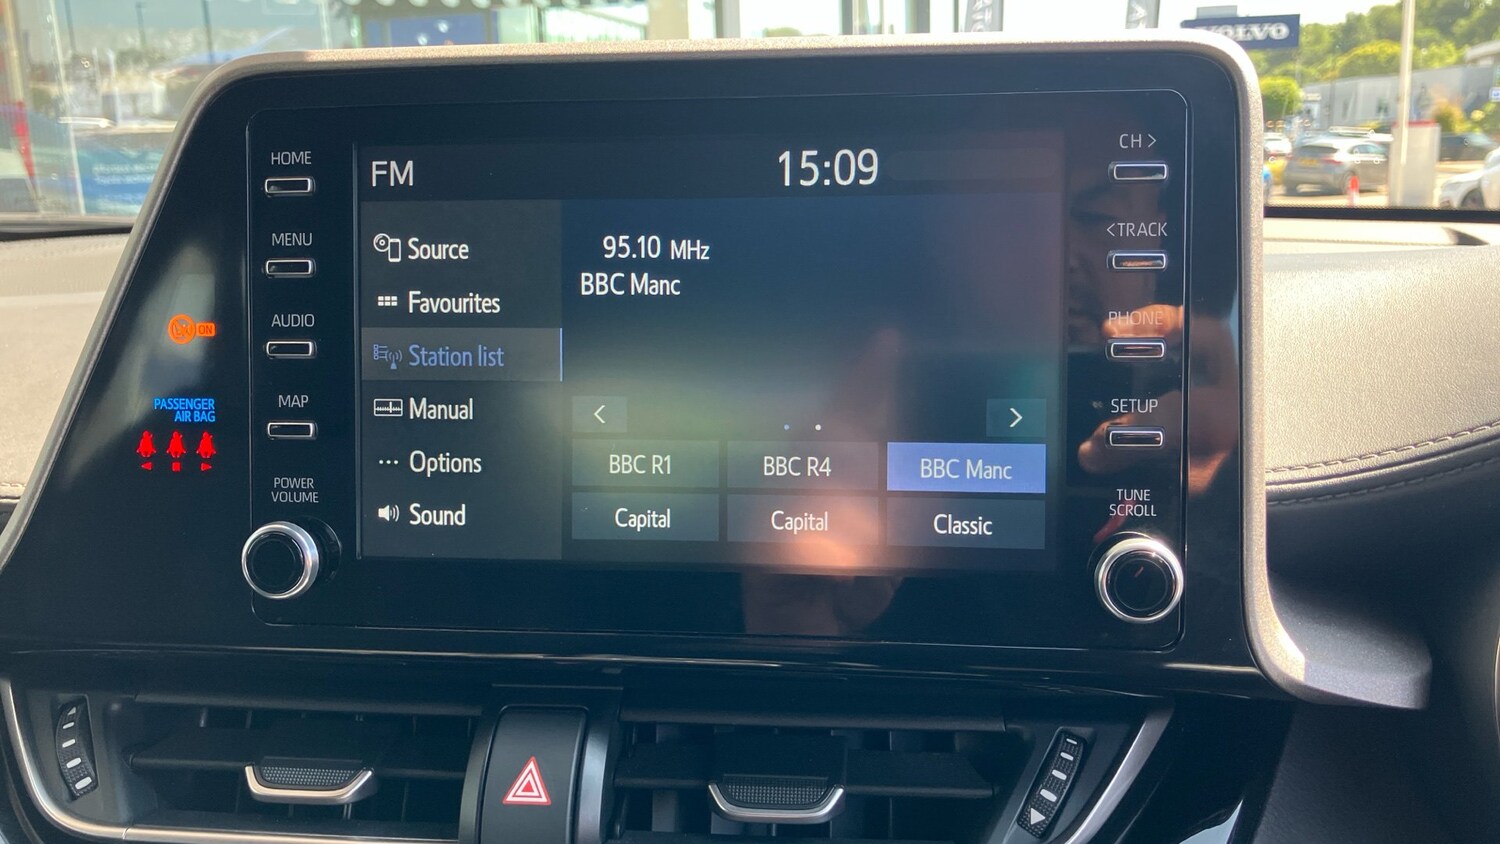 VOLVO
HOME
MENU
AUDIO
MAP
POWER
VOLUME
ON
PASSENGER
AIR BAG
FM
15:09
Source
Favourites
Station list
Manual
Options
Sound
95.10 MHz
BBC Manc
BBC R1
BBC R4
BBC Manc
Capital
Capital
Classic
CH >
< TRACK
PHONE
SETUP
TUNE
SCROLL